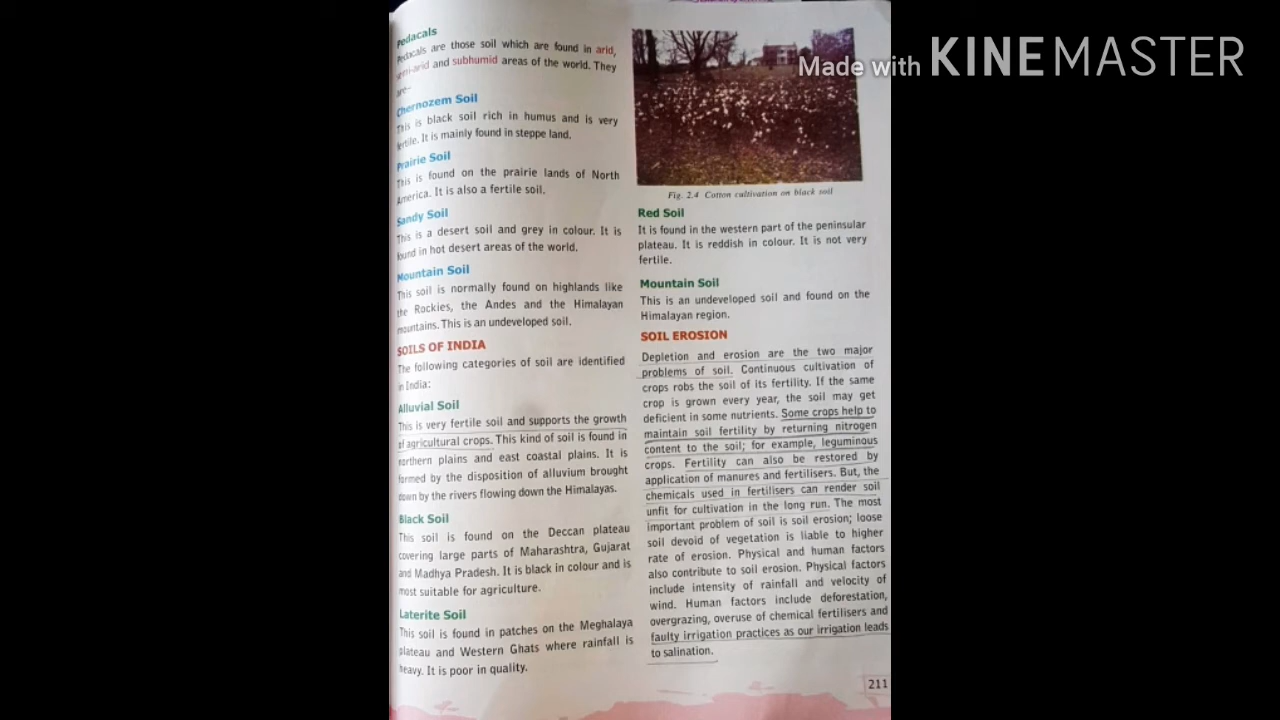 Pedacals
Pedacals are those soil which are found in arid,
semi-arid and subhumid areas of the world. They
are–
Chernozem Soil
This is black soil rich in humus and is very
fertile. It is mainly found in steppe land.
Prairie Soil
This is found on the prairie lands of North
America. It is also a fertile soil.
Sandy Soil
This is a desert soil and grey in colour. It is
found in hot desert areas of the world.
Mountain Soil
This soil is normally found on highlands like
the Rockies, the Andes and the Himalayan
mountains. This is an undeveloped soil.
SOILS OF INDIA
The following categories of soil are identified
in India:
Alluvial Soil
This is very fertile soil and supports the growth
of agricultural crops. This kind of soil is found in
northern plains and east coastal plains. It is
formed by the disposition of alluvium brought
down by the rivers flowing down the Himalayas.
Black Soil
This soil is found on the Deccan plateau
covering large parts of Maharashtra, Gujarat
and Madhya Pradesh. It is black in colour and is
most suitable for agriculture.
Laterite Soil
This soil is found in patches on the Meghalaya
plateau and Western Ghats where rainfall is
heavy. It is poor in quality.
Made with KINEMASTER
Fig. 2.4 Cotton cultivation on black soil
Red Soil
It is found in the western part of the peninsular
plateau. It is reddish in colour. It is not very
fertile.
Mountain Soil
This is an undeveloped soil and found on the
Himalayan region.
SOIL EROSION
Depletion and erosion are the two major
problems of soil. Continuous cultivation of
crops robs the soil of its fertility. If the same
crop is grown every year, the soil may get
deficient in some nutrients. Some crops help to
maintain soil fertility by returning nitrogen
content to the soil; for example, leguminous
crops. Fertility can also be restored by
application of manures and fertilisers. But, the
chemicals used in fertilisers can render soil
unfit for cultivation in the long run. The most
important problem of soil is soil erosion; loose
soil devoid of vegetation is liable to higher
rate of erosion. Physical and human factors
also contribute to soil erosion. Physical factors
include intensity of rainfall and velocity of
wind. Human factors include deforestation,
overgrazing, overuse of chemical fertilisers and
faulty irrigation practices as our irrigation leads
to salination.
211